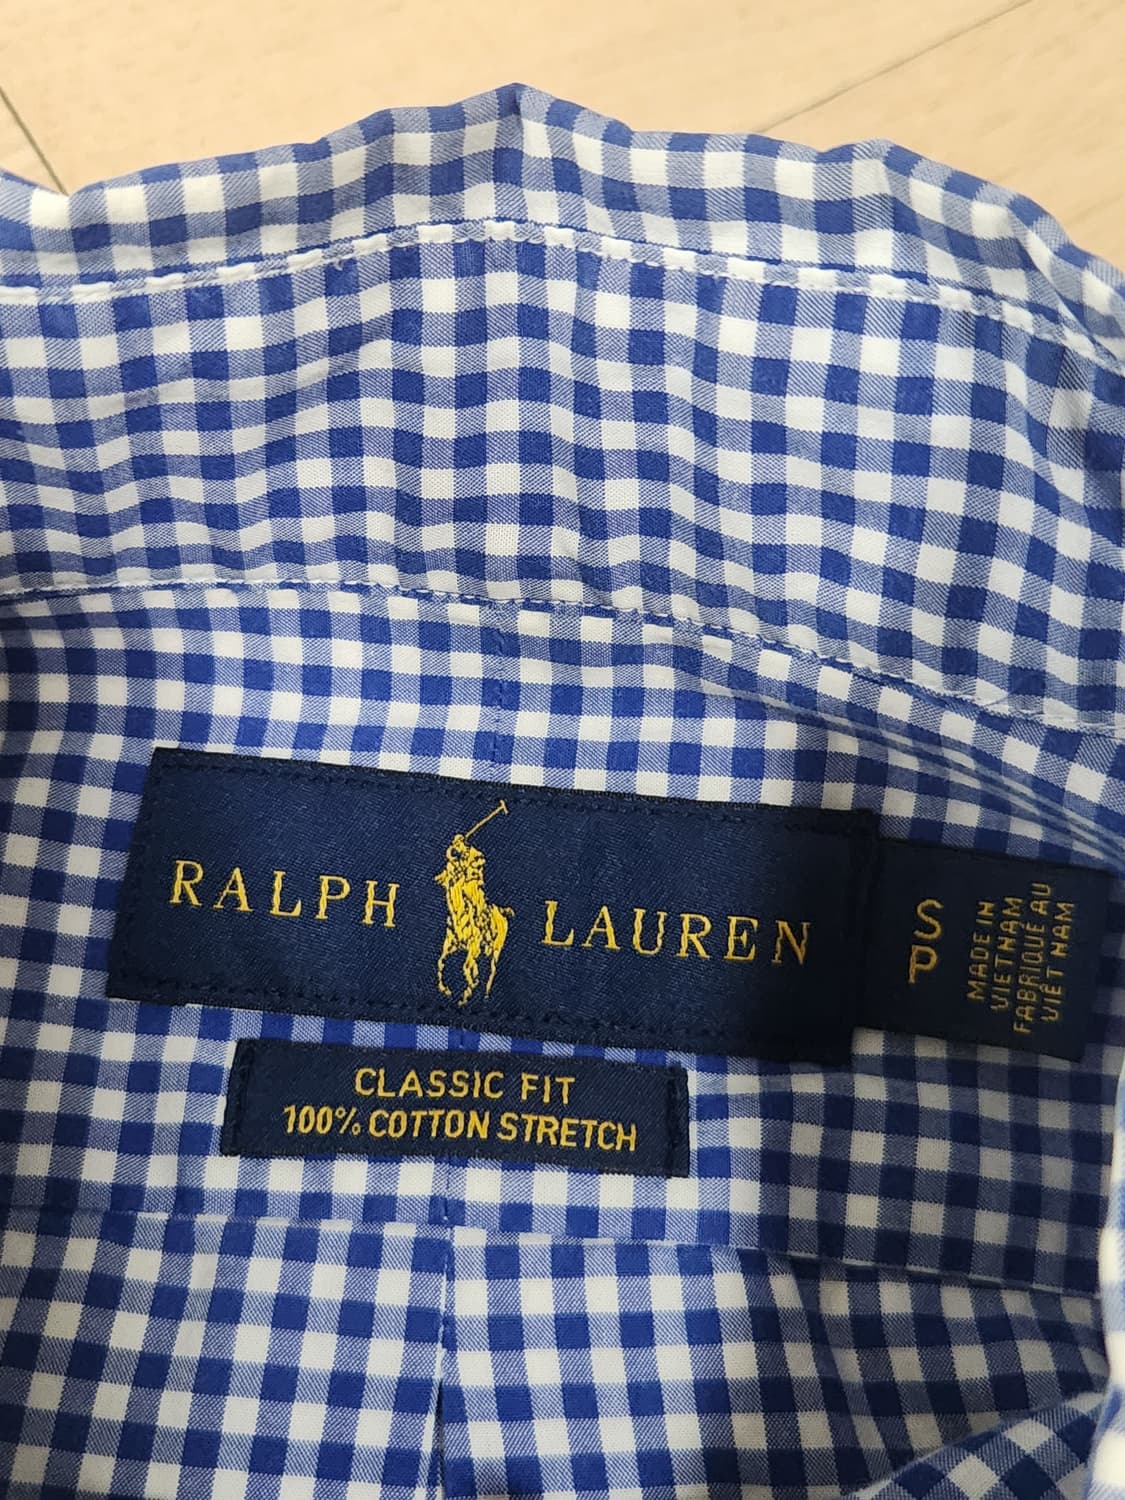 RALPH LAUREN
S
P
MADE IN
VIETNAM
FABRIQUÉ AU
VIÊT NAM
CLASSIC FIT
100% COTTON STRETCH